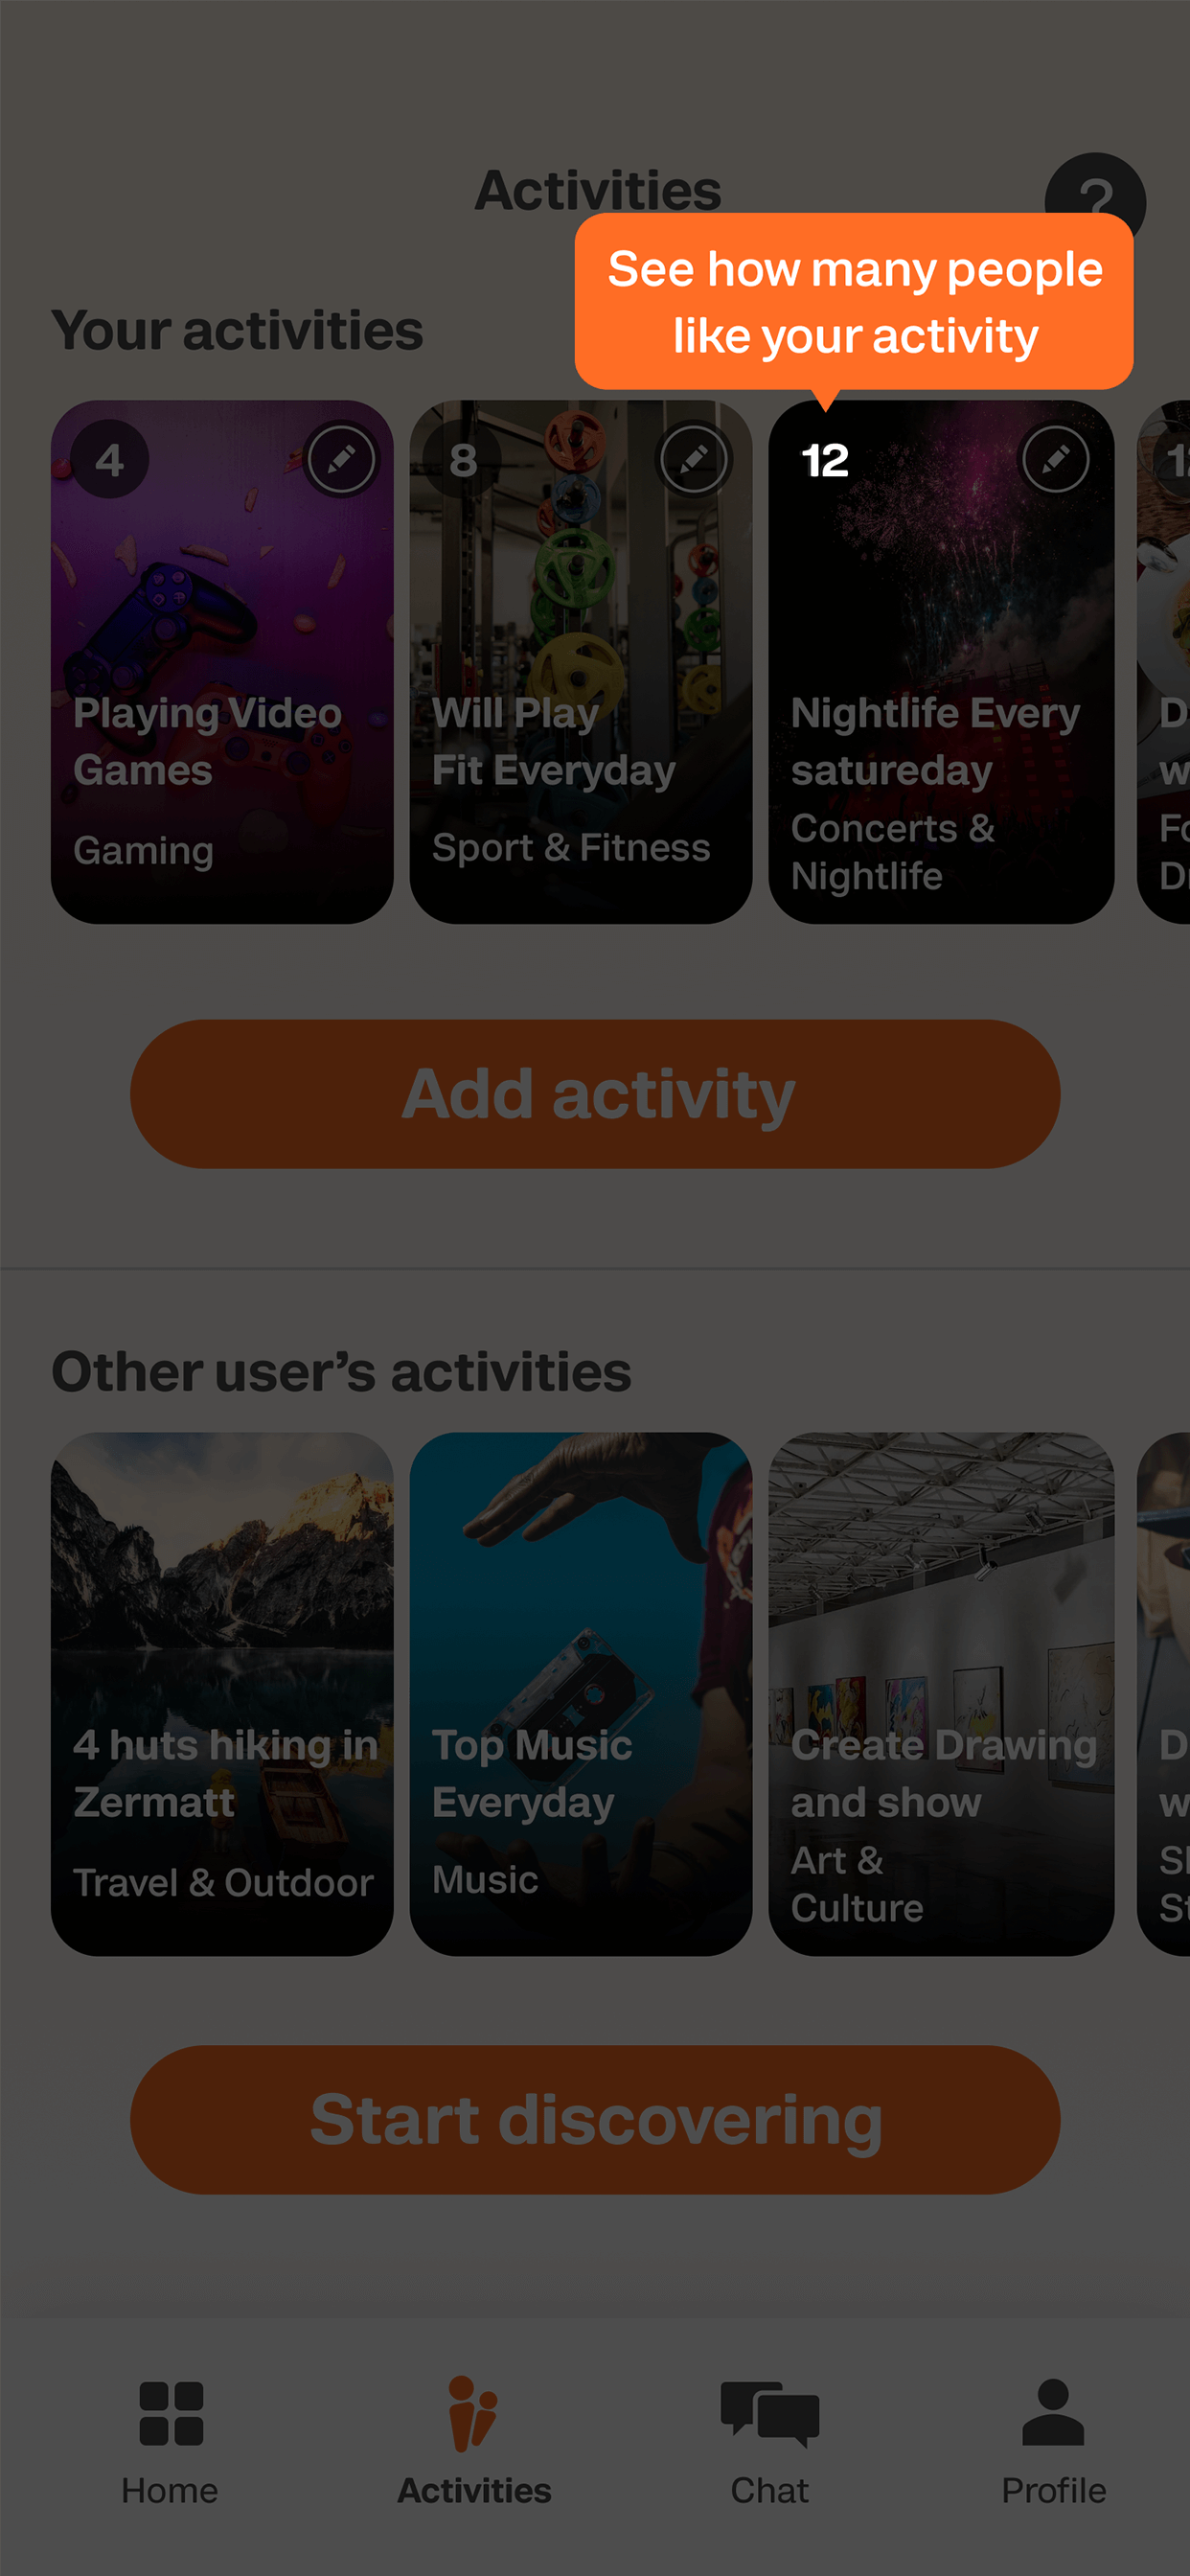 Activities
?
See how many people
like your activity
Your activities
4
8
12
Playing Video
Games
Gaming
Will Play
Fit Everyday
Sport & Fitness
Nightlife Every
satureday
Concerts &
Nightlife
Add activity
Other user’s activities
4 huts hiking in
Zermatt
Travel & Outdoor
Top Music
Everyday
Music
Create Drawing
and show
Art &
Culture
Start discovering
Home
Activities
Chat
Profile